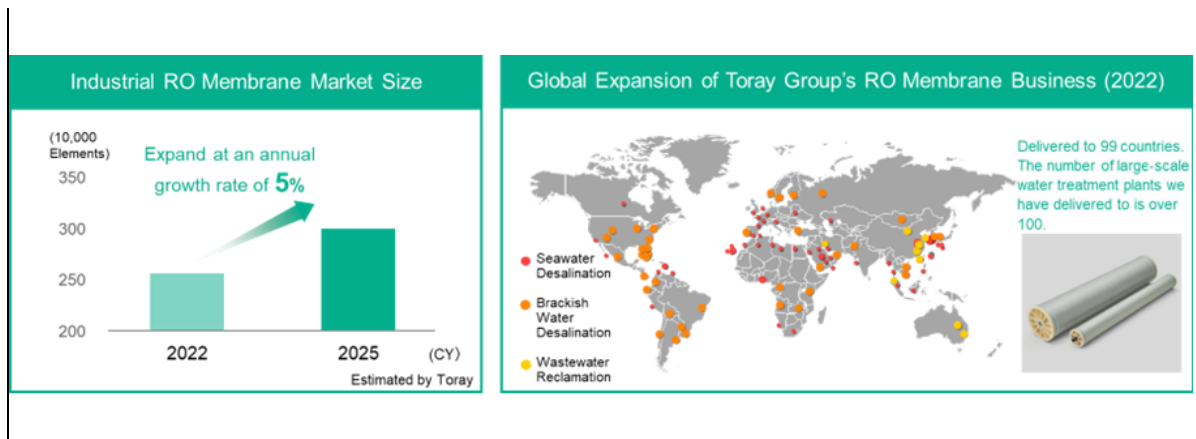 Industrial RO Membrane Market Size
(10,000
Elements)
Expand at an annual
growth rate of 5%
350
300
250
200
2022
2025
(CY)
Estimated by Toray
Global Expansion of Toray Group's RO Membrane Business (2022)
Delivered to 99 countries.
The number of large-scale
water treatment plants we
have delivered to is over
100.
Seawater
Desalination
Brackish
Water
Desalination
Wastewater
Reclamation